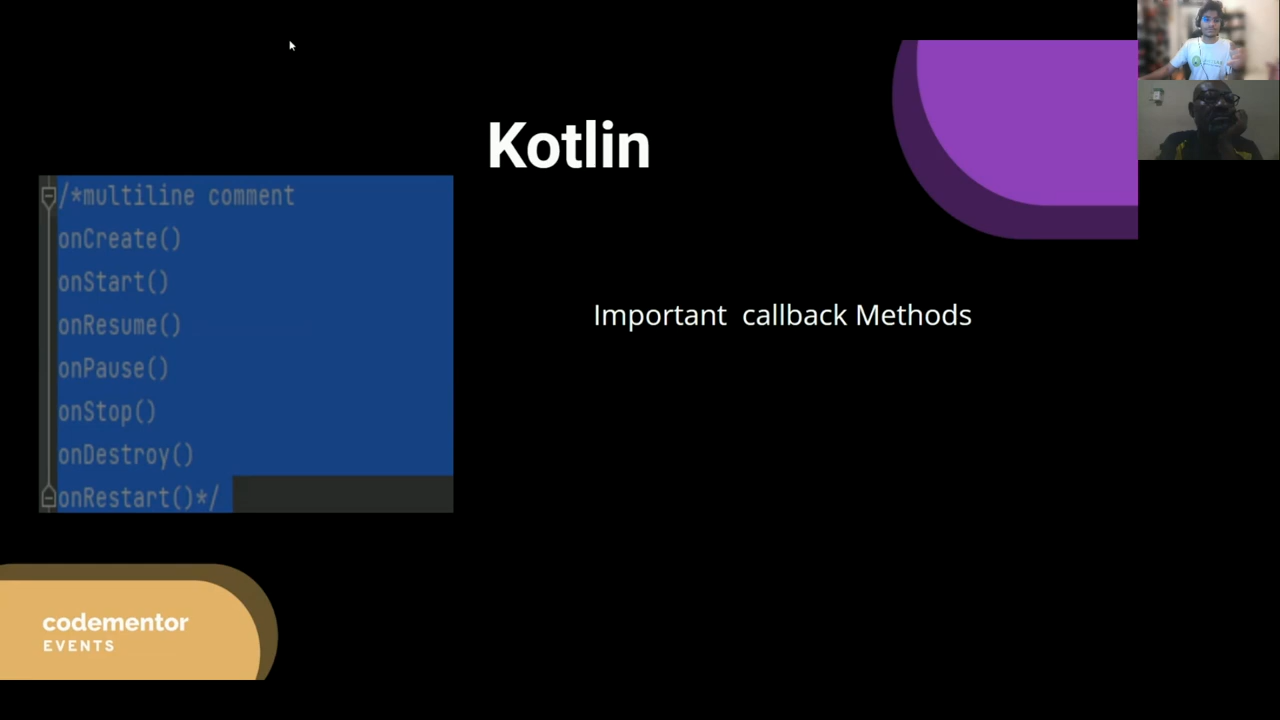 Kotlin
/*multiline comment
onCreate()
onStart()
onResume()
onPause()
onStop()
onDestroy()
onRestart()*/
Important  callback Methods
codementor
EVENTS